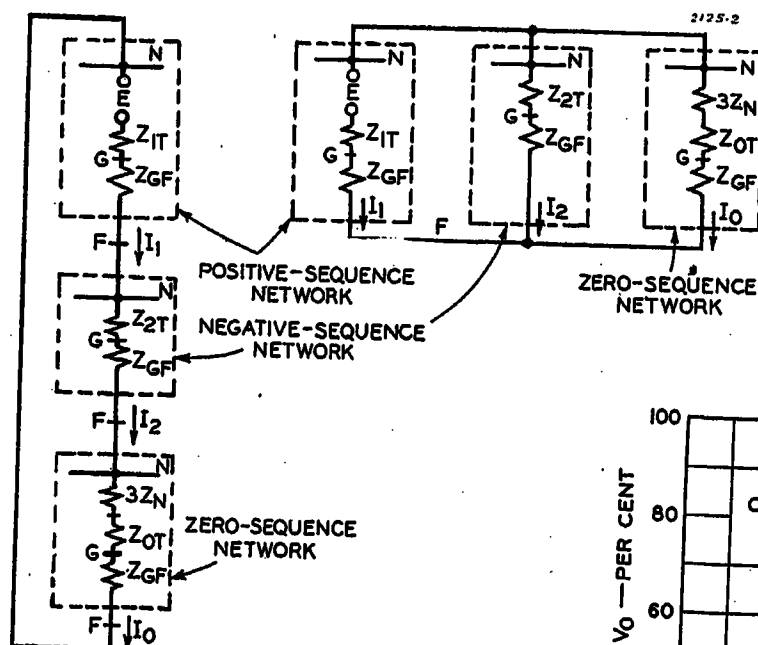 2125-2
N
E
Z1T
G
ZGF
F I1
N
Z2T
G
ZGF
F I2
N
3ZN
Z0T
G
ZGF
F I0
N
E
Z1T
G
ZGF
I1
F
N
Z2T
G
ZGF
I2
N
3ZN
Z0T
G
ZGF
I0
POSITIVE-SEQUENCE
NETWORK
NEGATIVE-SEQUENCE
NETWORK
ZERO-SEQUENCE
NETWORK
ZERO-SEQUENCE
NETWORK
100
80
60
V0 — PER CENT